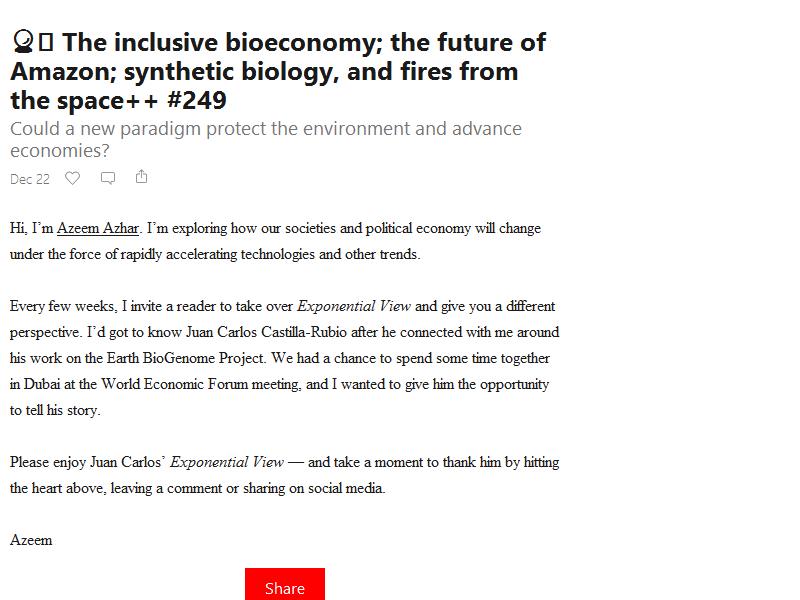 🔮 The inclusive bioeconomy; the future of
Amazon; synthetic biology, and fires from
the space++ #249
Could a new paradigm protect the environment and advance
economies?
Dec 22
Hi, I’m Azeem Azhar. I’m exploring how our societies and political economy will change
under the force of rapidly accelerating technologies and other trends.
Every few weeks, I invite a reader to take over Exponential View and give you a different
perspective. I’d got to know Juan Carlos Castilla-Rubio after he connected with me around
his work on the Earth BioGenome Project. We had a chance to spend some time together
in Dubai at the World Economic Forum meeting, and I wanted to give him the opportunity
to tell his story.
Please enjoy Juan Carlos’ Exponential View — and take a moment to thank him by hitting
the heart above, leaving a comment or sharing on social media.
Azeem
Share